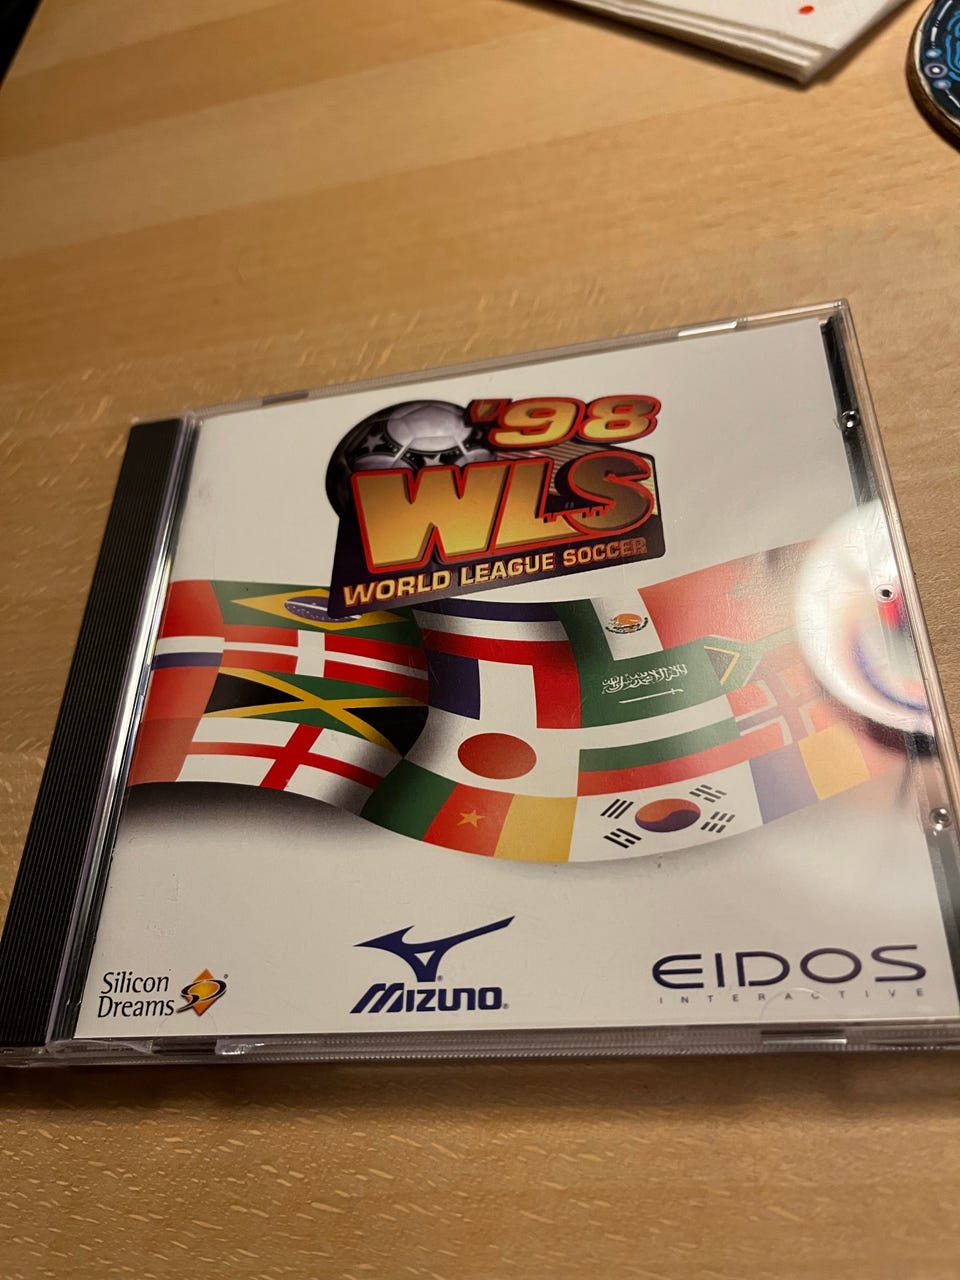 '98
WLS
WORLD LEAGUE SOCCER
Silicon
Dreams
MIZUNO
EIDOS
INTERACTIVE